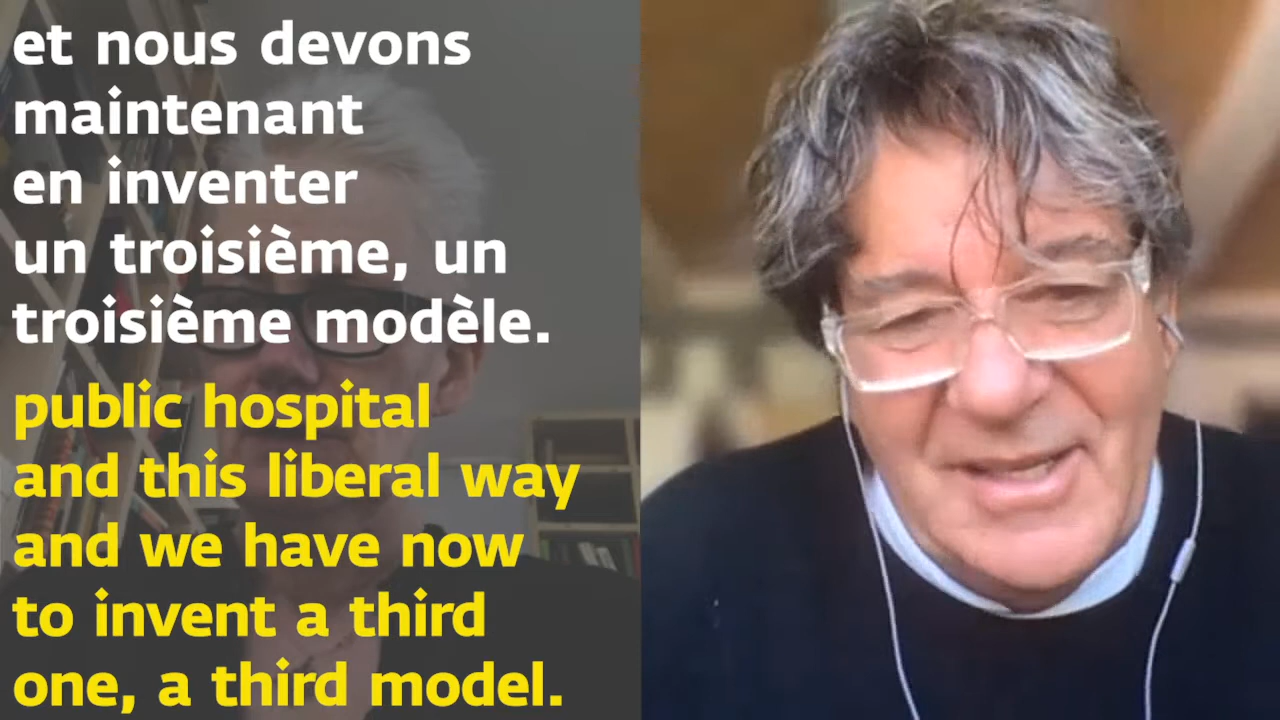 et nous devons
maintenant
en inventer
un troisième, un
troisième modèle.
public hospital
and this liberal way
and we have now
to invent a third
one, a third model.